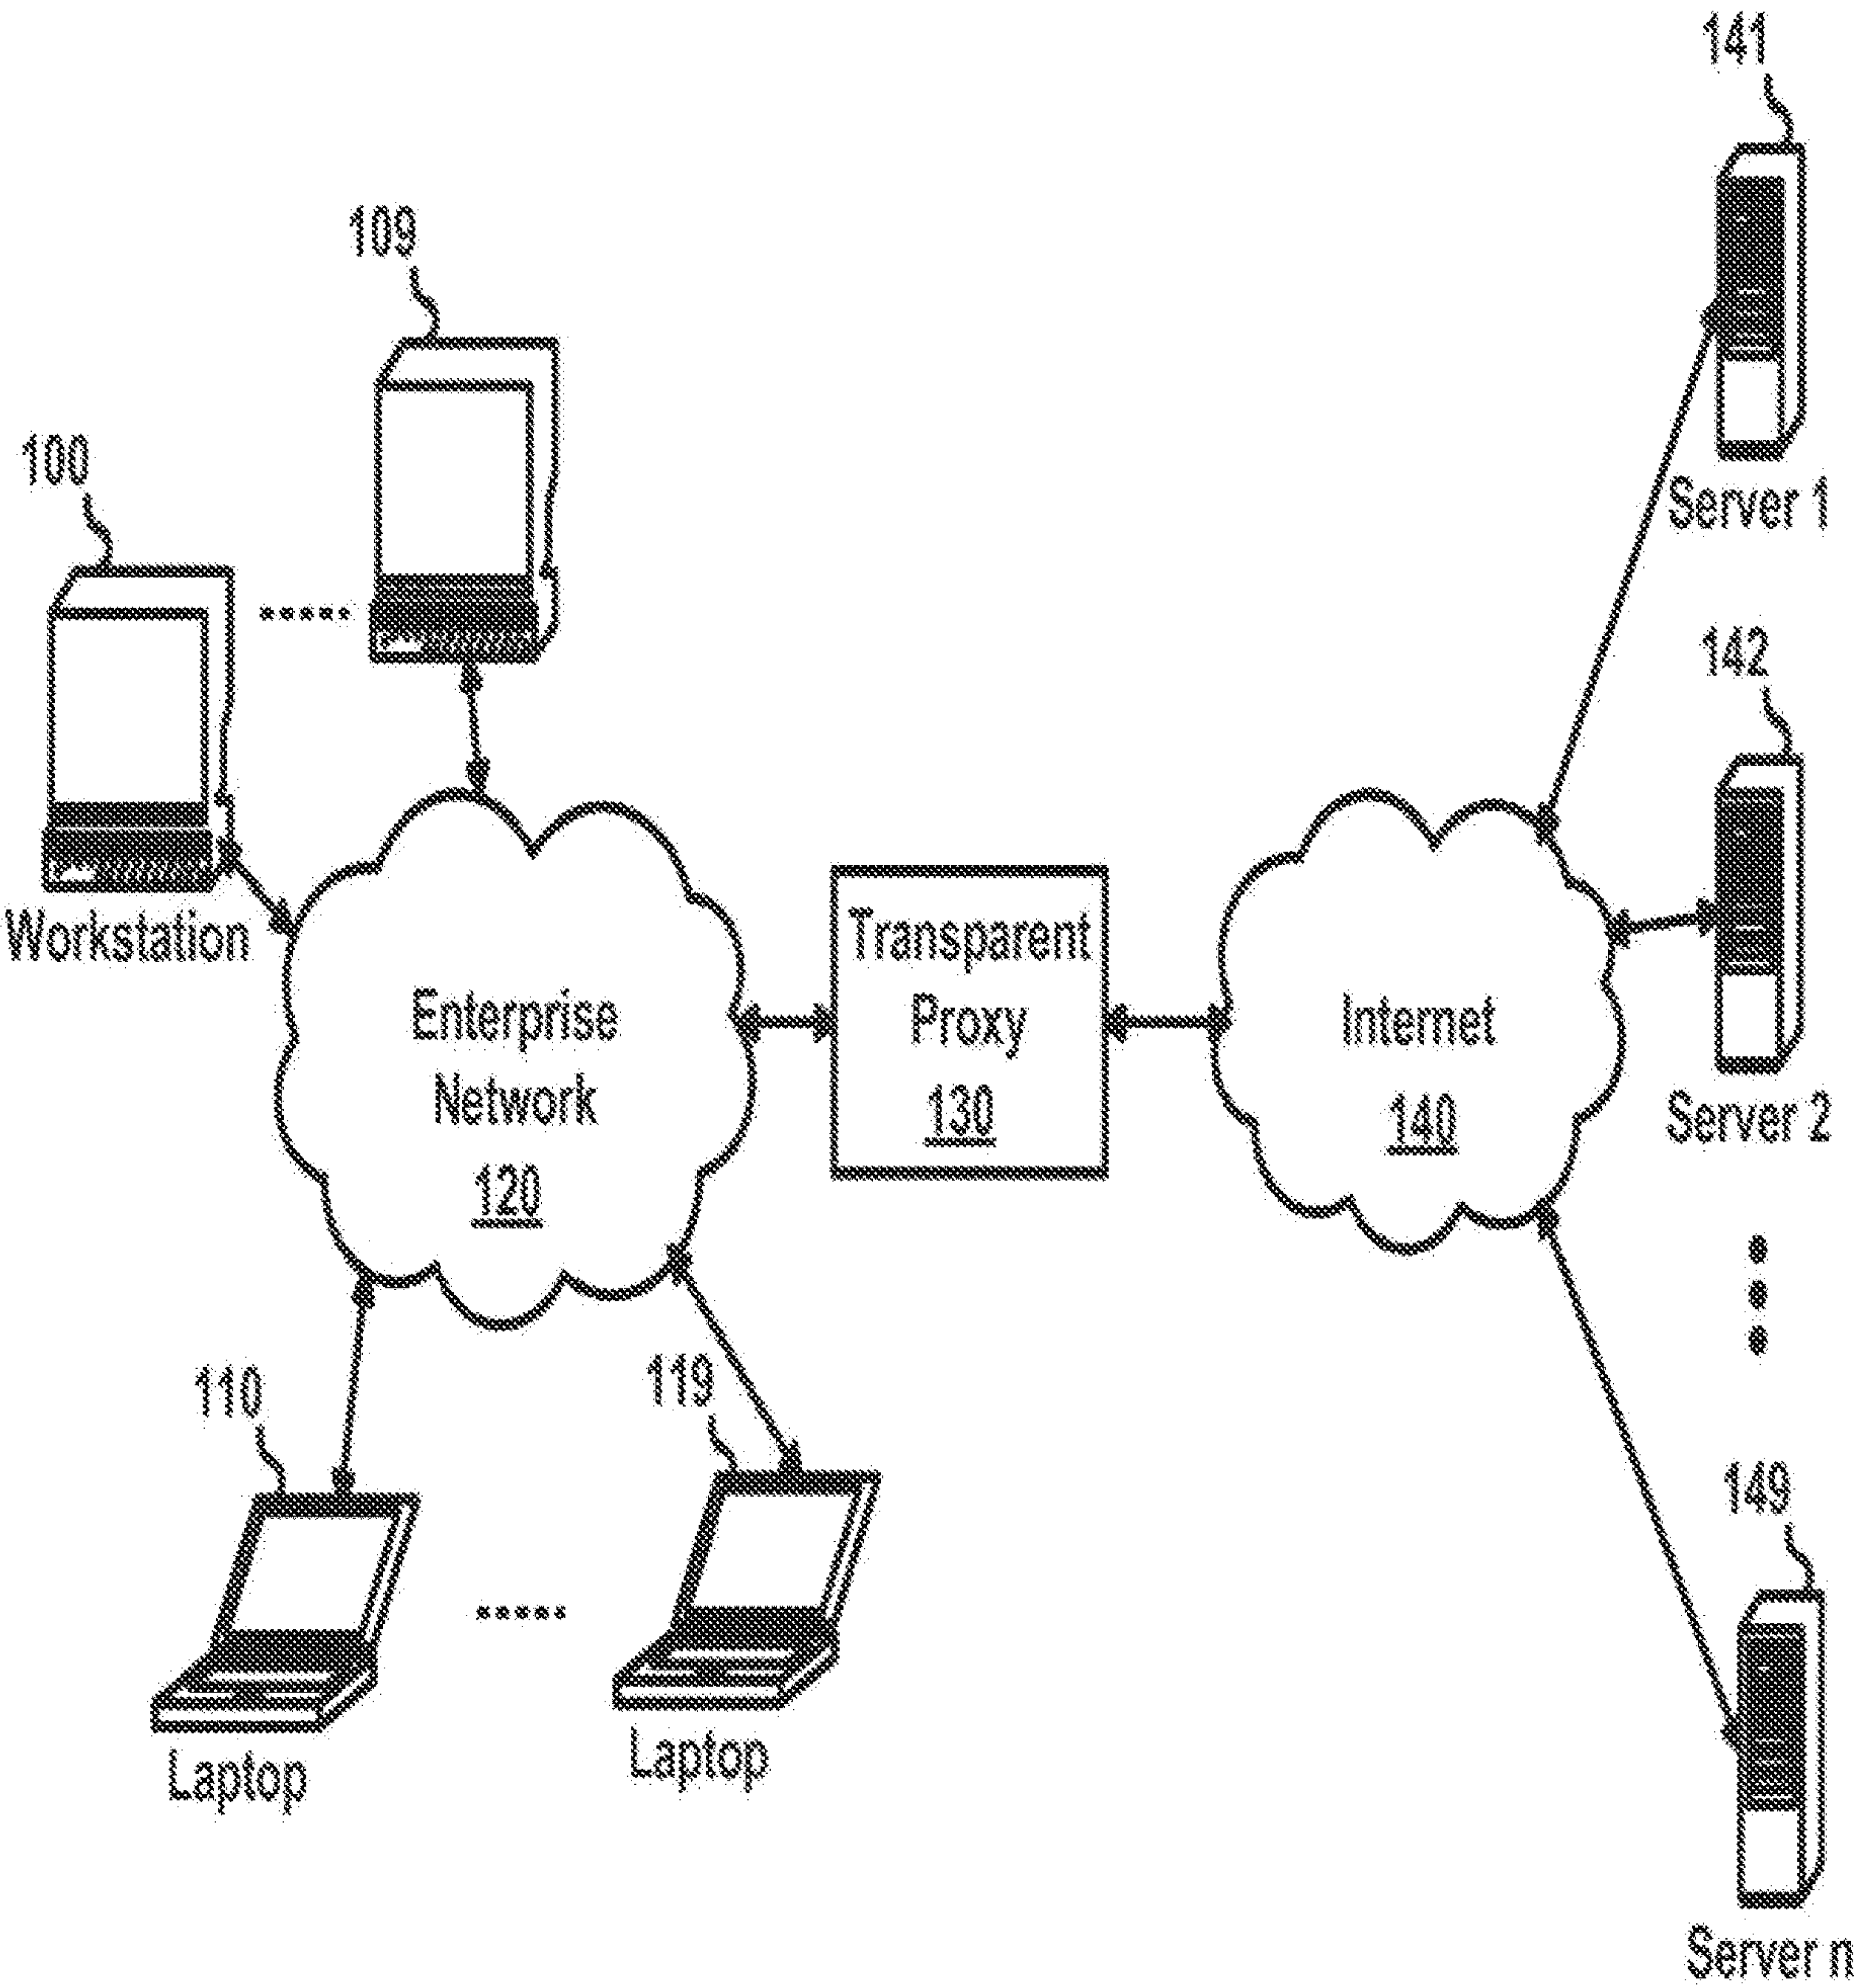 141
109
100
Server 1
142
Workstation
Transparent
Proxy
130
Enterprise
Network
120
Internet
140
Server 2
110
119
149
Laptop
Laptop
Server n